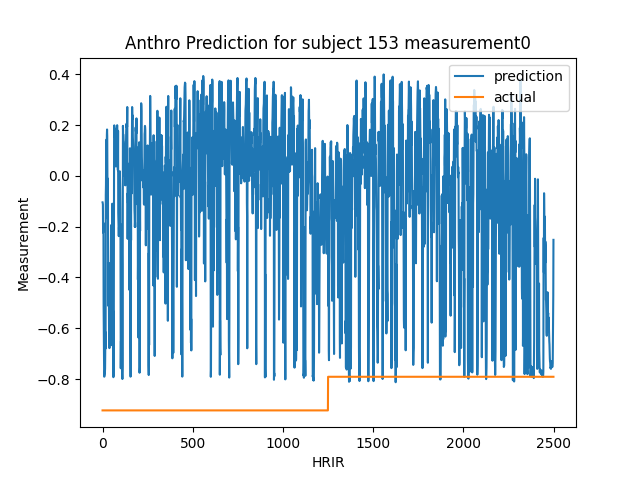 Anthro Prediction for subject 153 measurement0
prediction
actual
0.4
0.2
0.0
−0.2
−0.4
−0.6
−0.8
Measurement
0
500
1000
1500
2000
2500
HRIR